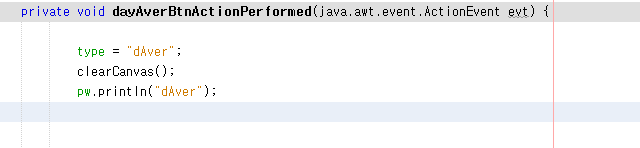 private void dayAverBtnActionPerformed(java.awt.event.ActionEvent evt) {
type = "dAver";
clearCanvas();
pw.println("dAver");